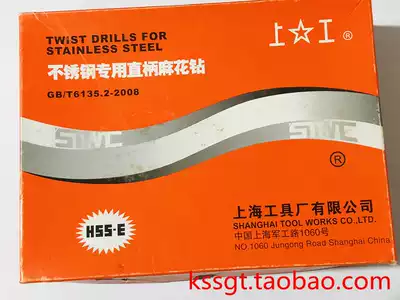 TWIST DRILLS FOR
STAINLESS STEEL
上☆工®
不锈钢专用直柄麻花钻
GB/T6135.2-2008
STWC
STWC
®
HSS-E
上海工具厂有限公司
SHANGHAI TOOL WORKS CO.,LTD.
中国上海军工路1060号
NO.1060 Jungong Road Shanghai China
kssgt.taobao.com